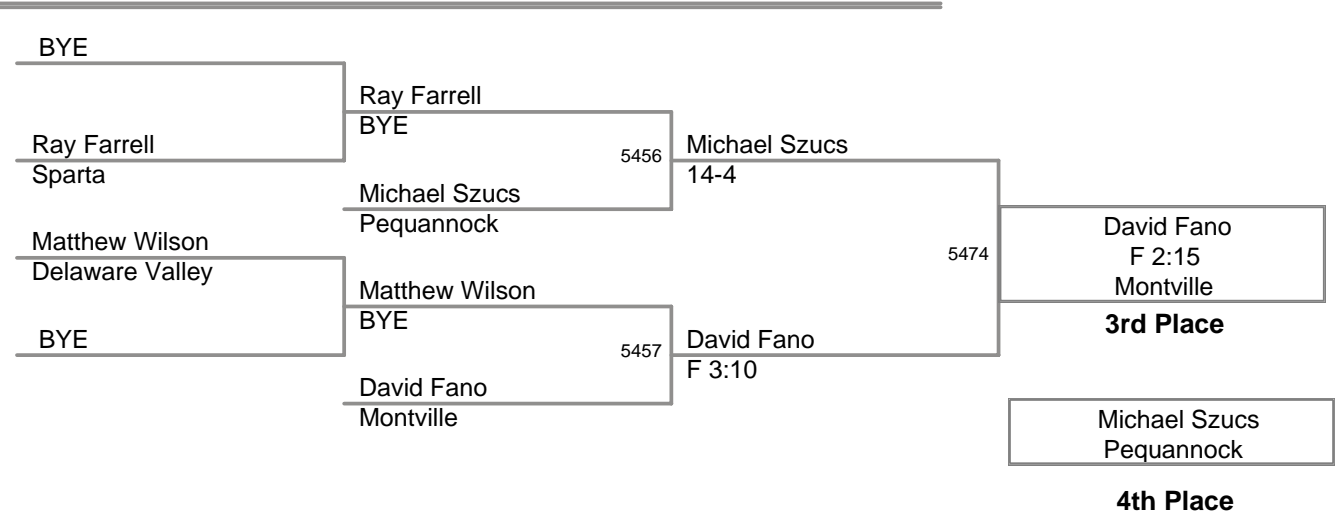 BYE
Ray Farrell
BYE
Ray Farrell
Sparta
5456
Michael Szucs
14-4
Michael Szucs
Pequannock
Matthew Wilson
Delaware Valley
5474
David Fano
F 2:15
Montville
3rd Place
Matthew Wilson
BYE
BYE
5457
David Fano
F 3:10
David Fano
Montville
Michael Szucs
Pequannock
4th Place